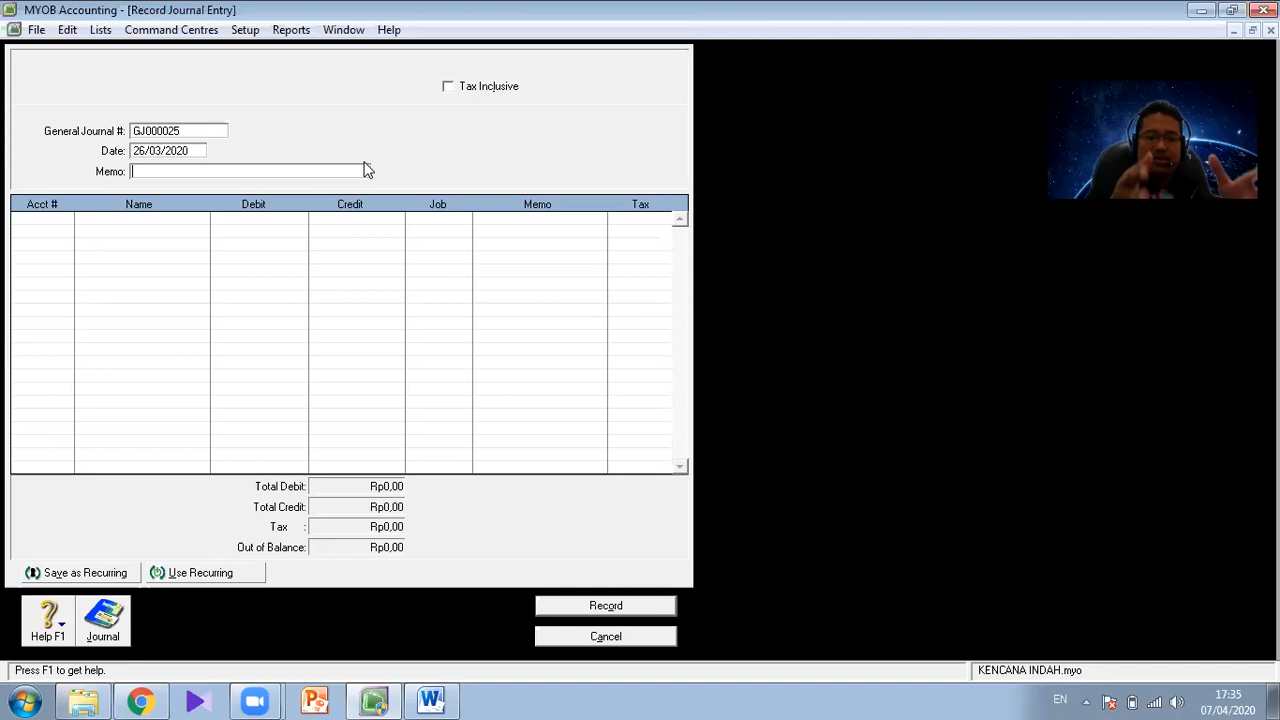 MYOB Accounting - [Record Journal Entry]
File Edit Lists Command Centres Setup Reports Window Help
Tax Inclusive
General Journal #: GJ000025
Date: 26/03/2020
Memo:
Acct # Name Debit Credit Job Memo Tax
Total Debit: Rp0,00
Total Credit: Rp0,00
Tax : Rp0,00
Out of Balance: Rp0,00
Save as Recurring Use Recurring
Help F1 Journal
Record
Cancel
Press F1 to get help. KENCANA INDAH.myo
EN 17:35
07/04/2020